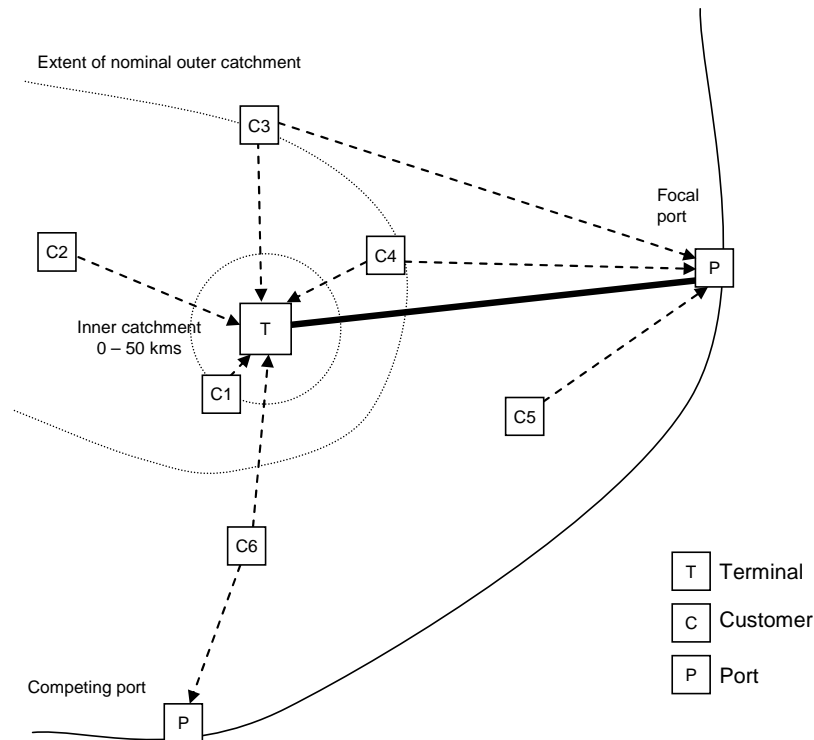 Extent of nominal outer catchment
C3
Focal
port
C2
C4
P
Inner catchment
0 – 50 kms
T
C1
C5
C6
T Terminal
C Customer
P Port
Competing port
P